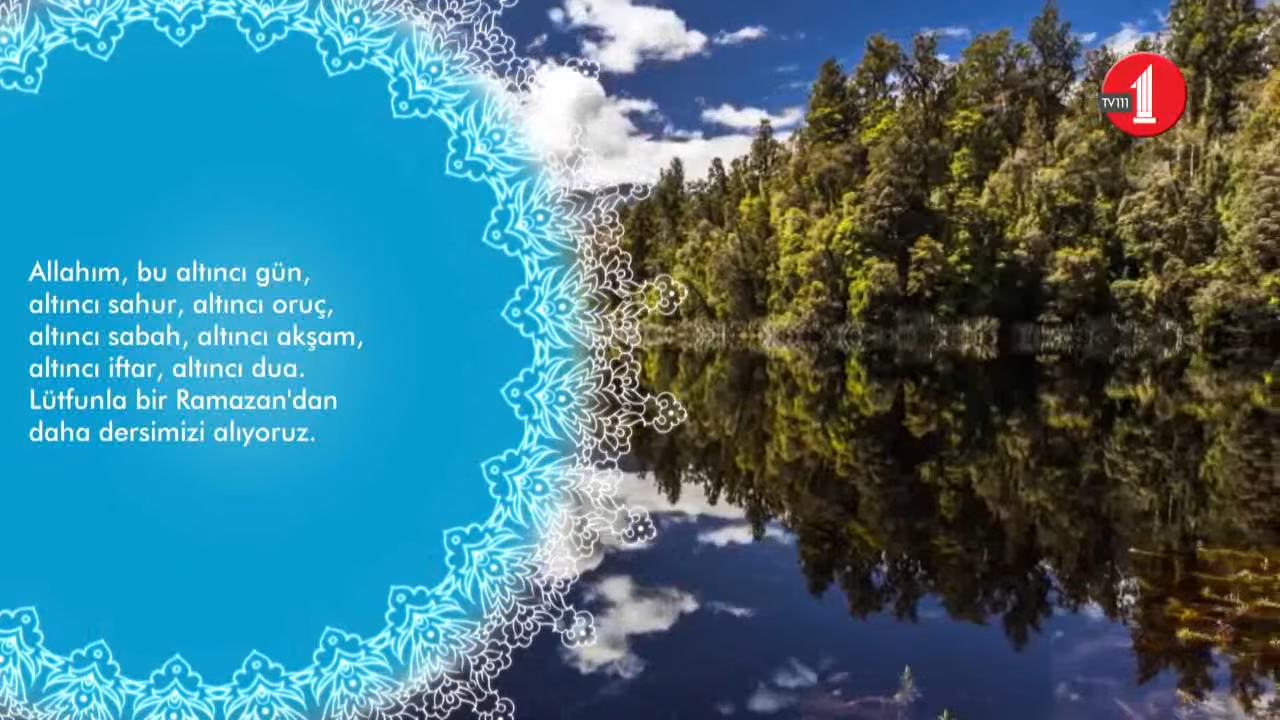 Allahım, bu altıncı gün,
altıncı sahur, altıncı oruç,
altıncı sabah, altıncı akşam,
altıncı iftar, altıncı dua.
Lütfunla bir Ramazan'dan
daha dersimizi alıyoruz.
TV111
1